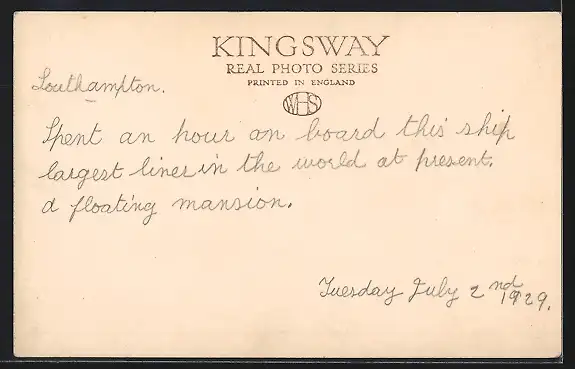 KINGSWAY
REAL PHOTO SERIES
PRINTED IN ENGLAND
WHS
Southampton.
Spent an hour on board this ship
largest liner in the world at present.
a floating mansion.
Tuesday July 2nd 1929.